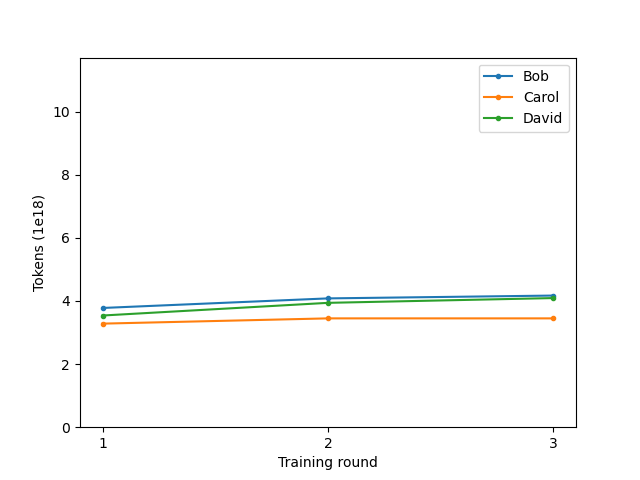 Bob
Carol
David
10
8
6
4
2
0
Tokens (1e18)
1 2 3
Training round